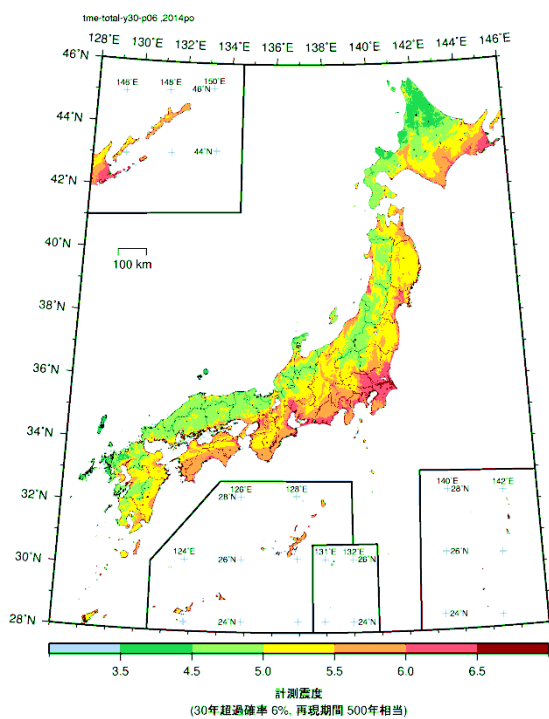 tme-total-y30-p06 ,2014po
128˚E 130˚E 132˚E 134˚E 136˚E 138˚E 140˚E 142˚E 144˚E 146˚E
46˚N
146˚E 148˚E 150˚E
46˚N
44˚N
44˚N
42˚N
40˚N
100 km
38˚N
36˚N
34˚N
32˚N
126˚E 128˚E
28˚N
140˚E 142˚E
28˚N
30˚N
124˚E
26˚N
131˚E 132˚E
26˚N
26˚N
28˚N
24˚N
24˚N
24˚N
3.5 4.5 5.0 5.5 6.0 6.5
計測震度
(30年超過確率 6%, 再現期間 500年相当)